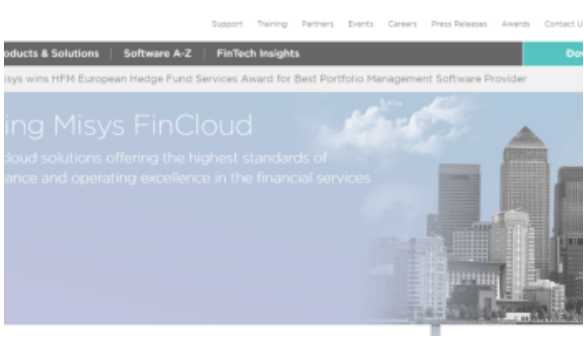 Support Training Partners Events Careers Press Releases Awards Contact U
oducts & Solutions Software A-Z FinTech Insights Dov
isys wins HFM European Hedge Fund Services Award for Best Portfolio Management Software Provider
ing Misys FinCloud
cloud solutions offering the highest standards of
ance and operating excellence in the financial services